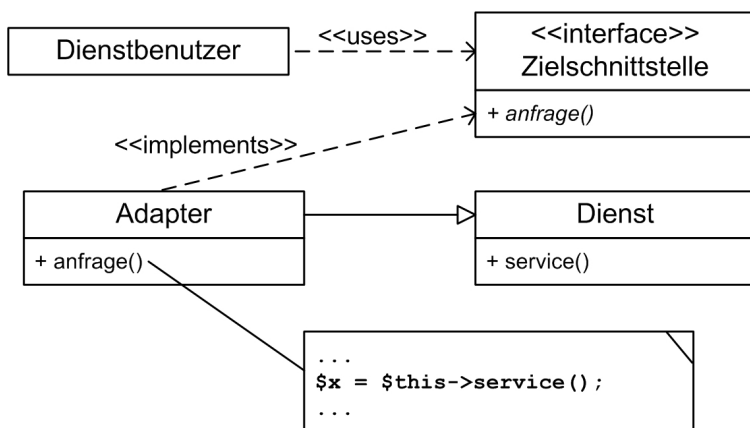 Dienstbenutzer
<<uses>>
<<interface>>
Zielschnittstelle
+ anfrage()
<<implements>>
Adapter
+ anfrage()
Dienst
+ service()
...
$x = $this->service();
...